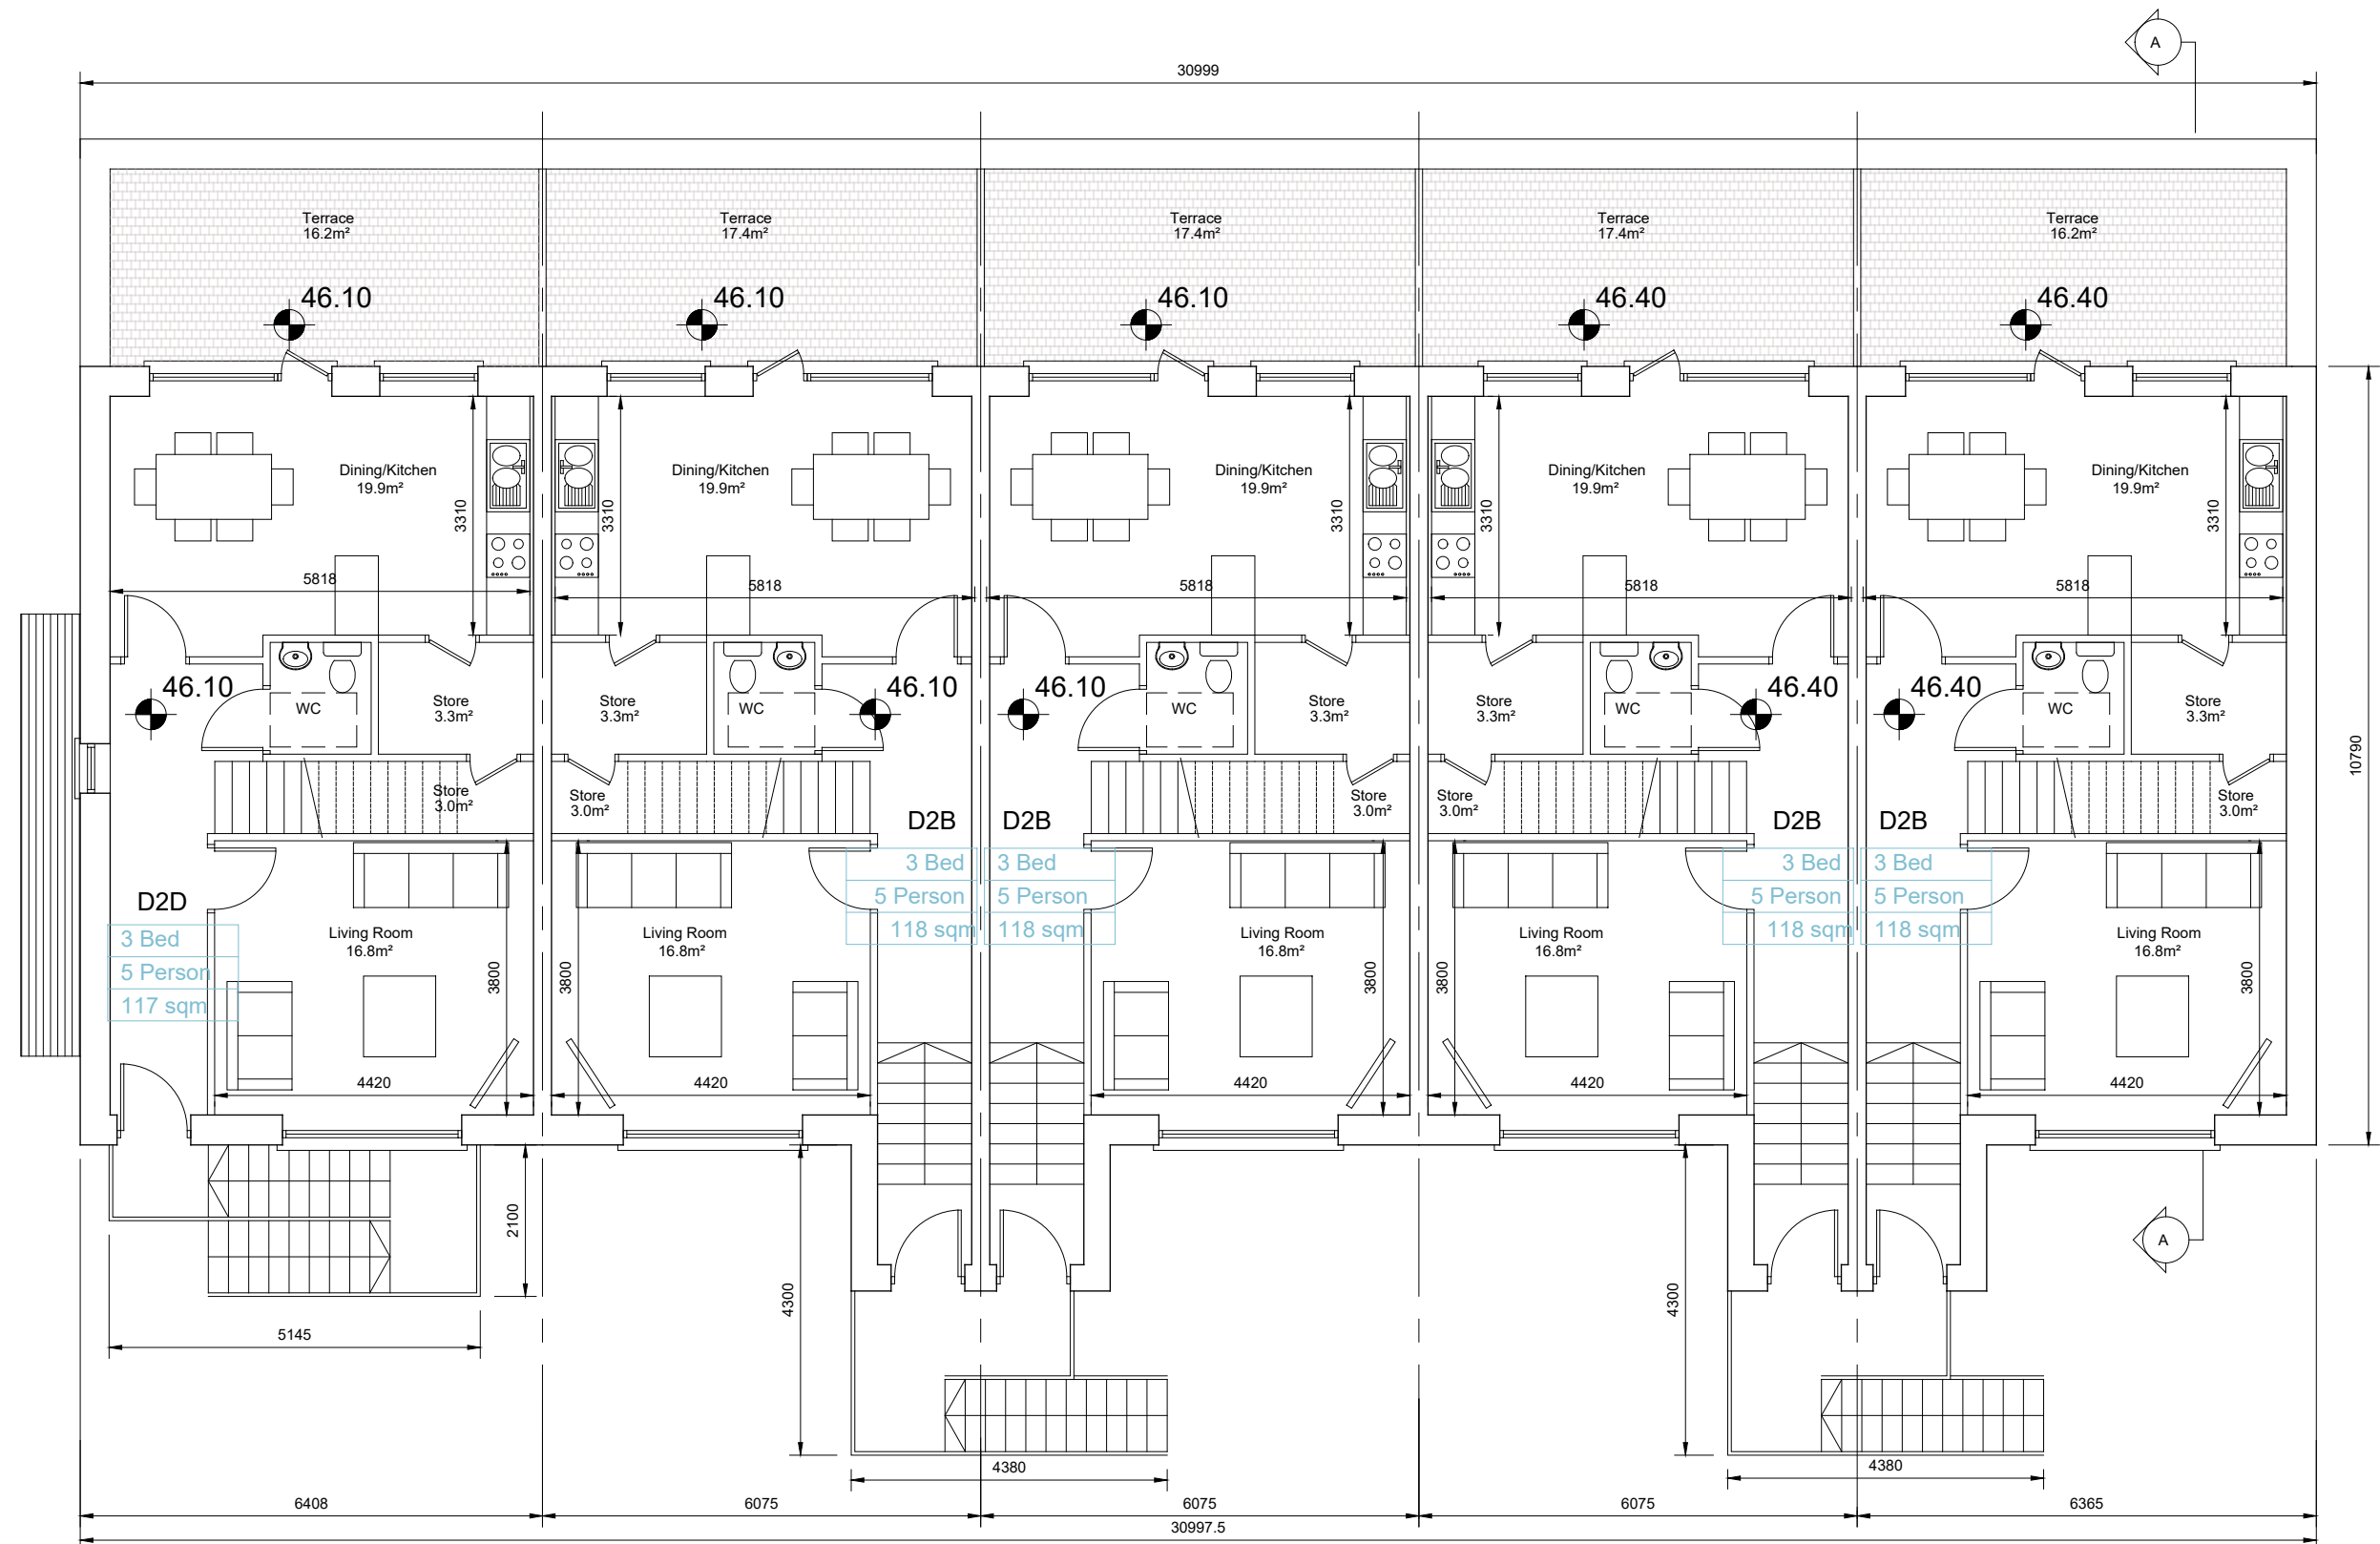 A
30999
Terrace
16.2m²
Terrace
17.4m²
Terrace
17.4m²
Terrace
17.4m²
Terrace
16.2m²
46.10
46.10
46.10
46.40
46.40
Dining/Kitchen
19.9m²
Dining/Kitchen
19.9m²
Dining/Kitchen
19.9m²
Dining/Kitchen
19.9m²
Dining/Kitchen
19.9m²
3310
3310
3310
3310
3310
5818
5818
5818
5818
5818
46.10
46.10
46.10
46.40
46.40
WC
Store
3.3m²
Store
3.3m²
WC
WC
Store
3.3m²
Store
3.3m²
WC
WC
Store
3.3m²
10790
Store
3.0m²
Store
3.0m²
Store
3.0m²
Store
3.0m²
Store
3.0m²
D2B
D2B
D2B
D2B
3 Bed
5 Person
118 sqm
3 Bed
5 Person
118 sqm
3 Bed
5 Person
118 sqm
3 Bed
5 Person
118 sqm
D2D
3 Bed
5 Person
117 sqm
Living Room
16.8m²
Living Room
16.8m²
Living Room
16.8m²
Living Room
16.8m²
Living Room
16.8m²
3800
3800
3800
3800
3800
4420
4420
4420
4420
4420
2100
A
4300
4300
5145
4380
4380
6408
6075
6075
6075
6365
30997.5